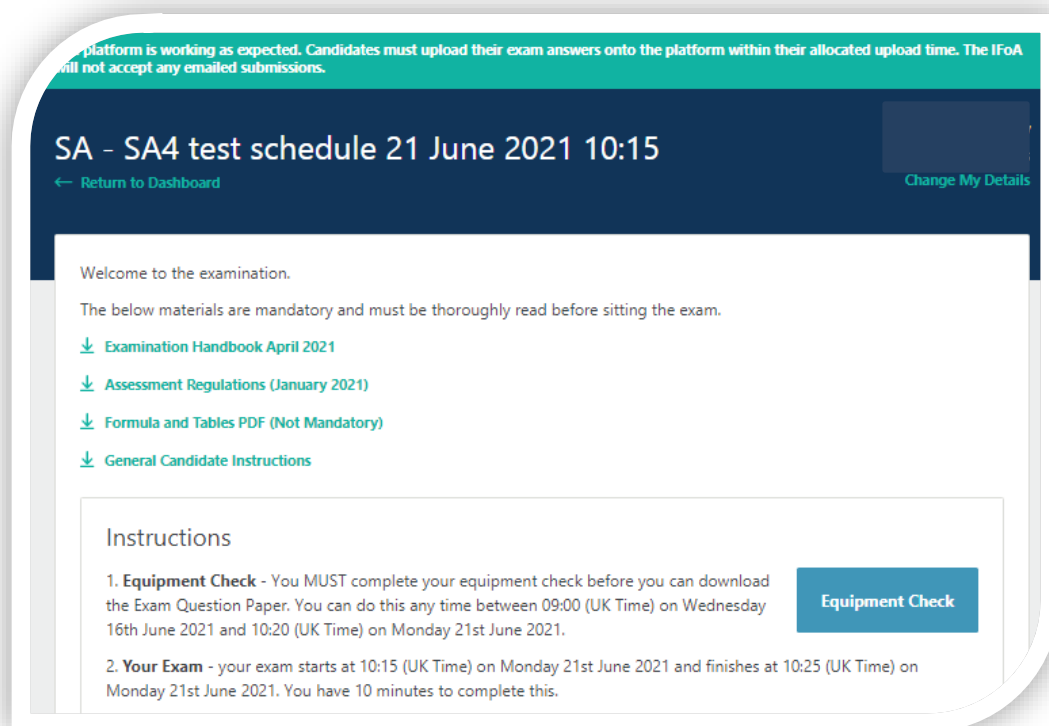 platform is working as expected. Candidates must upload their exam answers onto the platform within their allocated upload time. The IFoA
will not accept any emailed submissions.
SA - SA4 test schedule 21 June 2021 10:15
← Return to Dashboard
Change My Details
Welcome to the examination.
The below materials are mandatory and must be thoroughly read before sitting the exam.
Examination Handbook April 2021
Assessment Regulations (January 2021)
Formula and Tables PDF (Not Mandatory)
General Candidate Instructions
Instructions
1. Equipment Check - You MUST complete your equipment check before you can download
the Exam Question Paper. You can do this any time between 09:00 (UK Time) on Wednesday
16th June 2021 and 10:20 (UK Time) on Monday 21st June 2021.
Equipment Check
2. Your Exam - your exam starts at 10:15 (UK Time) on Monday 21st June 2021 and finishes at 10:25 (UK Time) on
Monday 21st June 2021. You have 10 minutes to complete this.